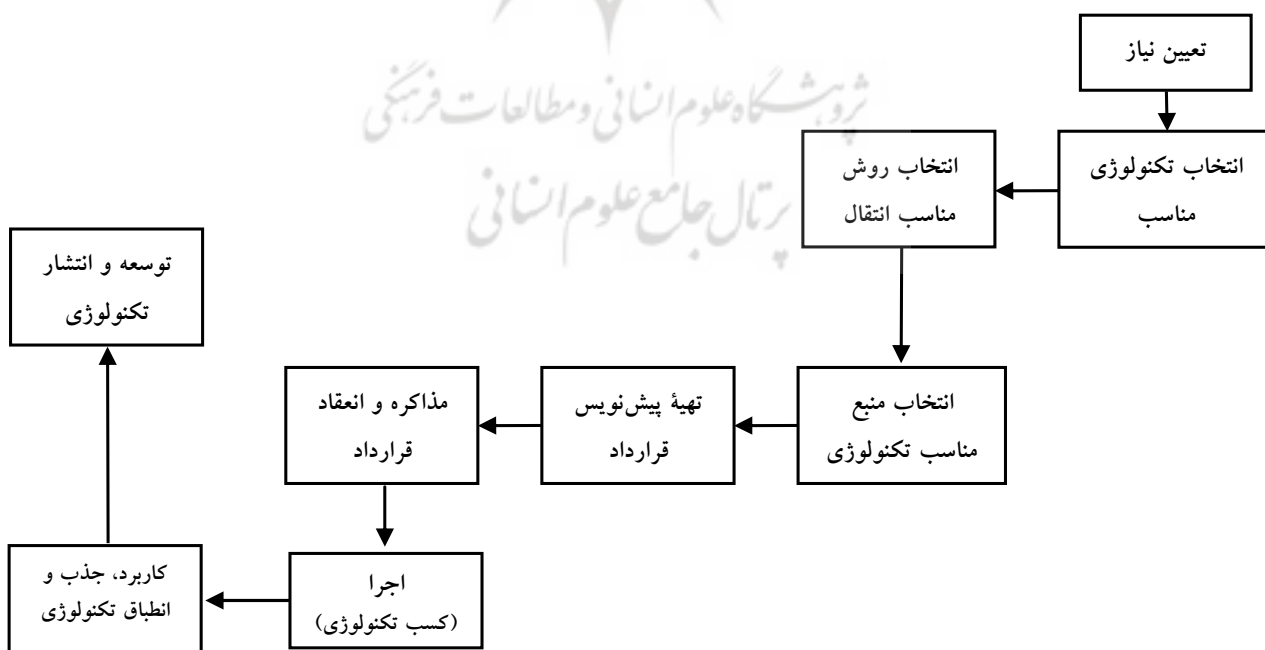 تعیین نیاز
پژوهشگاه علوم انسانی و مطالعات فرهنگی
پرتال جامع علوم انسانی
انتخاب تکنولوژی
مناسب
انتخاب روش
مناسب انتقال
انتخاب منبع
مناسب تکنولوژی
تهیهٔ پیش‌نویس
قرارداد
مذاکره و انعقاد
قرارداد
اجرا
(کسب تکنولوژی)
کاربرد، جذب و
انطباق تکنولوژی
توسعه و انتشار
تکنولوژی